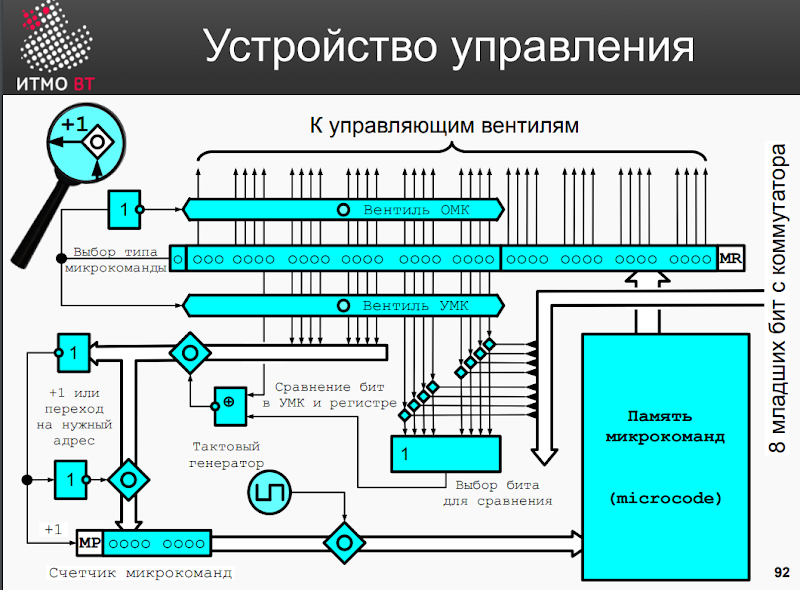 ИТМО ВТ
Устройство управления
+1
К управляющим вентилям
8 младших бит с коммутатора
1
Вентиль ОМК
Выбор типа
микрокоманды
MR
Вентиль УМК
1
+1 или
переход
на нужный
адрес
Сравнение бит
в УМК и регистре
⊕
Тактовый
генератор
1
Выбор бита
для сравнения
Память
микрокоманд
(microcode)
1
+1
MP
Счетчик микрокоманд
92